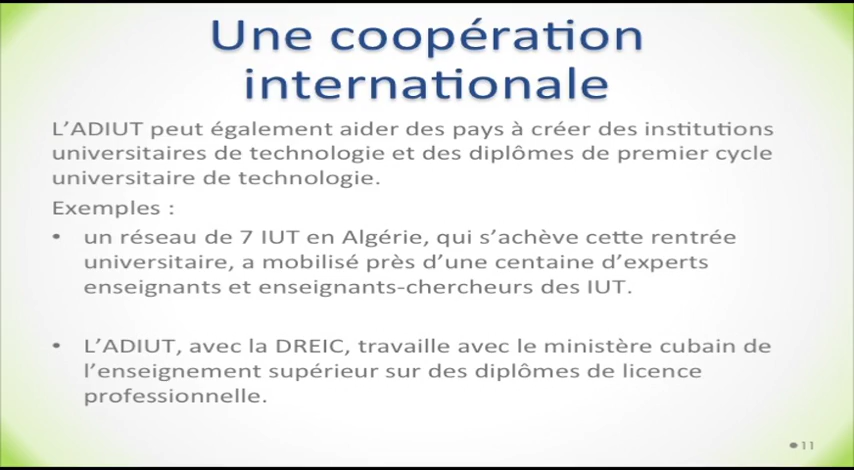 Une coopération
internationale
L’ADIUT peut également aider des pays à créer des institutions
universitaires de technologie et des diplômes de premier cycle
universitaire de technologie.
Exemples :
• un réseau de 7 IUT en Algérie, qui s’achève cette rentrée
universitaire, a mobilisé près d’une centaine d’experts
enseignants et enseignants-chercheurs des IUT.
• L’ADIUT, avec la DREIC, travaille avec le ministère cubain de
l’enseignement supérieur sur des diplômes de licence
professionnelle.
•11